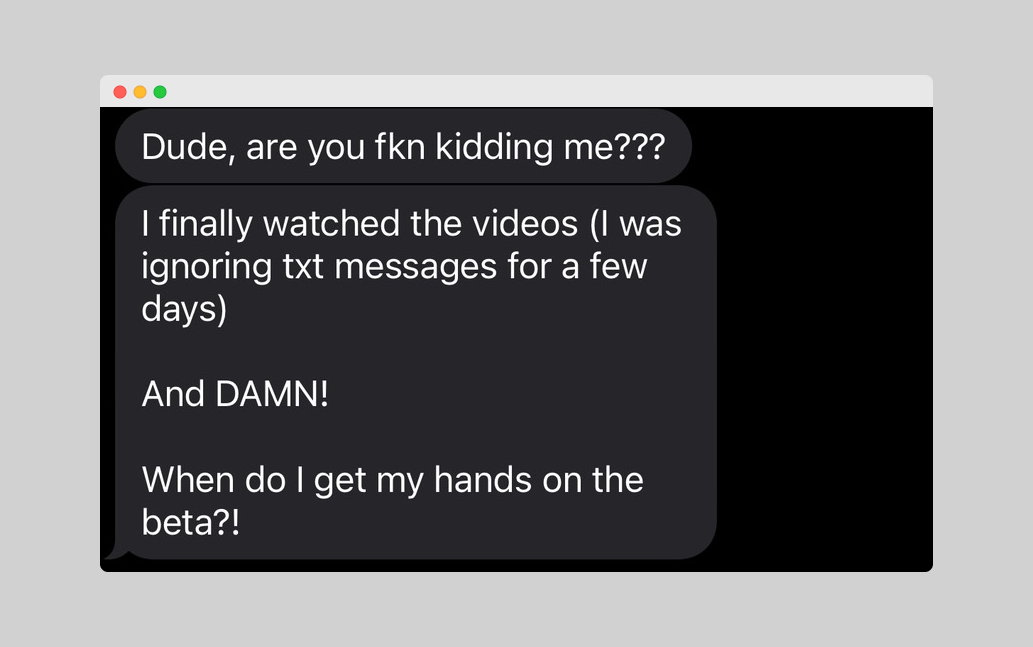 Dude, are you fkn kidding me???
I finally watched the videos (I was
ignoring txt messages for a few
days)
And DAMN!
When do I get my hands on the
beta?!